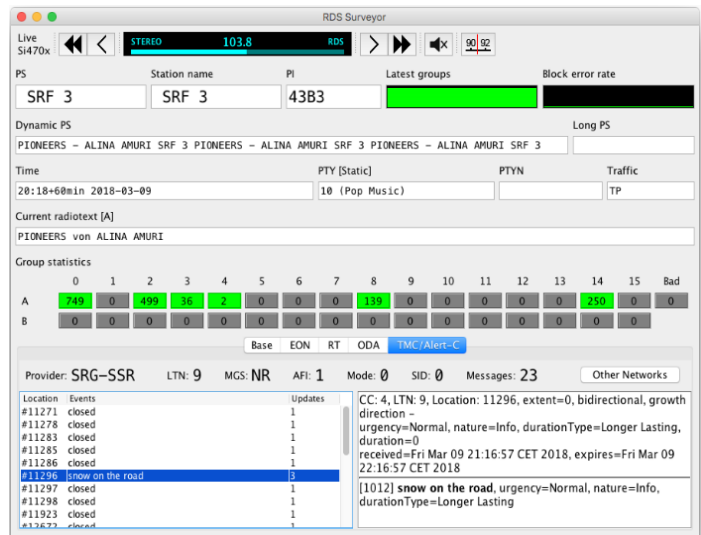 RDS Surveyor
Live
Si470x
STEREO 103.8 RDS
90 92
PS Station name PI Latest groups Block error rate
SRF 3 SRF 3 43B3
Dynamic PS Long PS
PIONEERS - ALINA AMURI SRF 3 PIONEERS - ALINA AMURI SRF 3 PIONEERS - ALINA AMURI SRF 3
Time PTY [Static] PTYN Traffic
20:18+60min 2018-03-09 10 (Pop Music) TP
Current radiotext [A]
PIONEERS von ALINA AMURI
Group statistics
0 1 2 3 4 5 6 7 8 9 10 11 12 13 14 15 Bad
A 749 0 499 36 2 0 0 0 139 0 0 0 0 0 250 0 0
B 0 0 0 0 0 0 0 0 0 0 0 0 0 0 0 0
Base EON RT ODA TMC/Alert-C
Provider: SRG-SSR LTN: 9 MGS: NR AFI: 1 Mode: 0 SID: 0 Messages: 23 Other Networks
Location Events Updates
#11271 closed 1
#11278 closed 1
#11283 closed 1
#11285 closed 1
#11286 closed 1
#11296 snow on the road 3
#11297 closed 1
#11298 closed 1
#11923 closed 1
#12672 closed 1
CC: 4, LTN: 9, Location: 11296, extent=0, bidirectional, growth
direction -
urgency=Normal, nature=Info, durationType=Longer Lasting,
duration=0
received=Fri Mar 09 21:16:57 CET 2018, expires=Fri Mar 09
22:16:57 CET 2018
[1012] snow on the road, urgency=Normal, nature=Info,
durationType=Longer Lasting